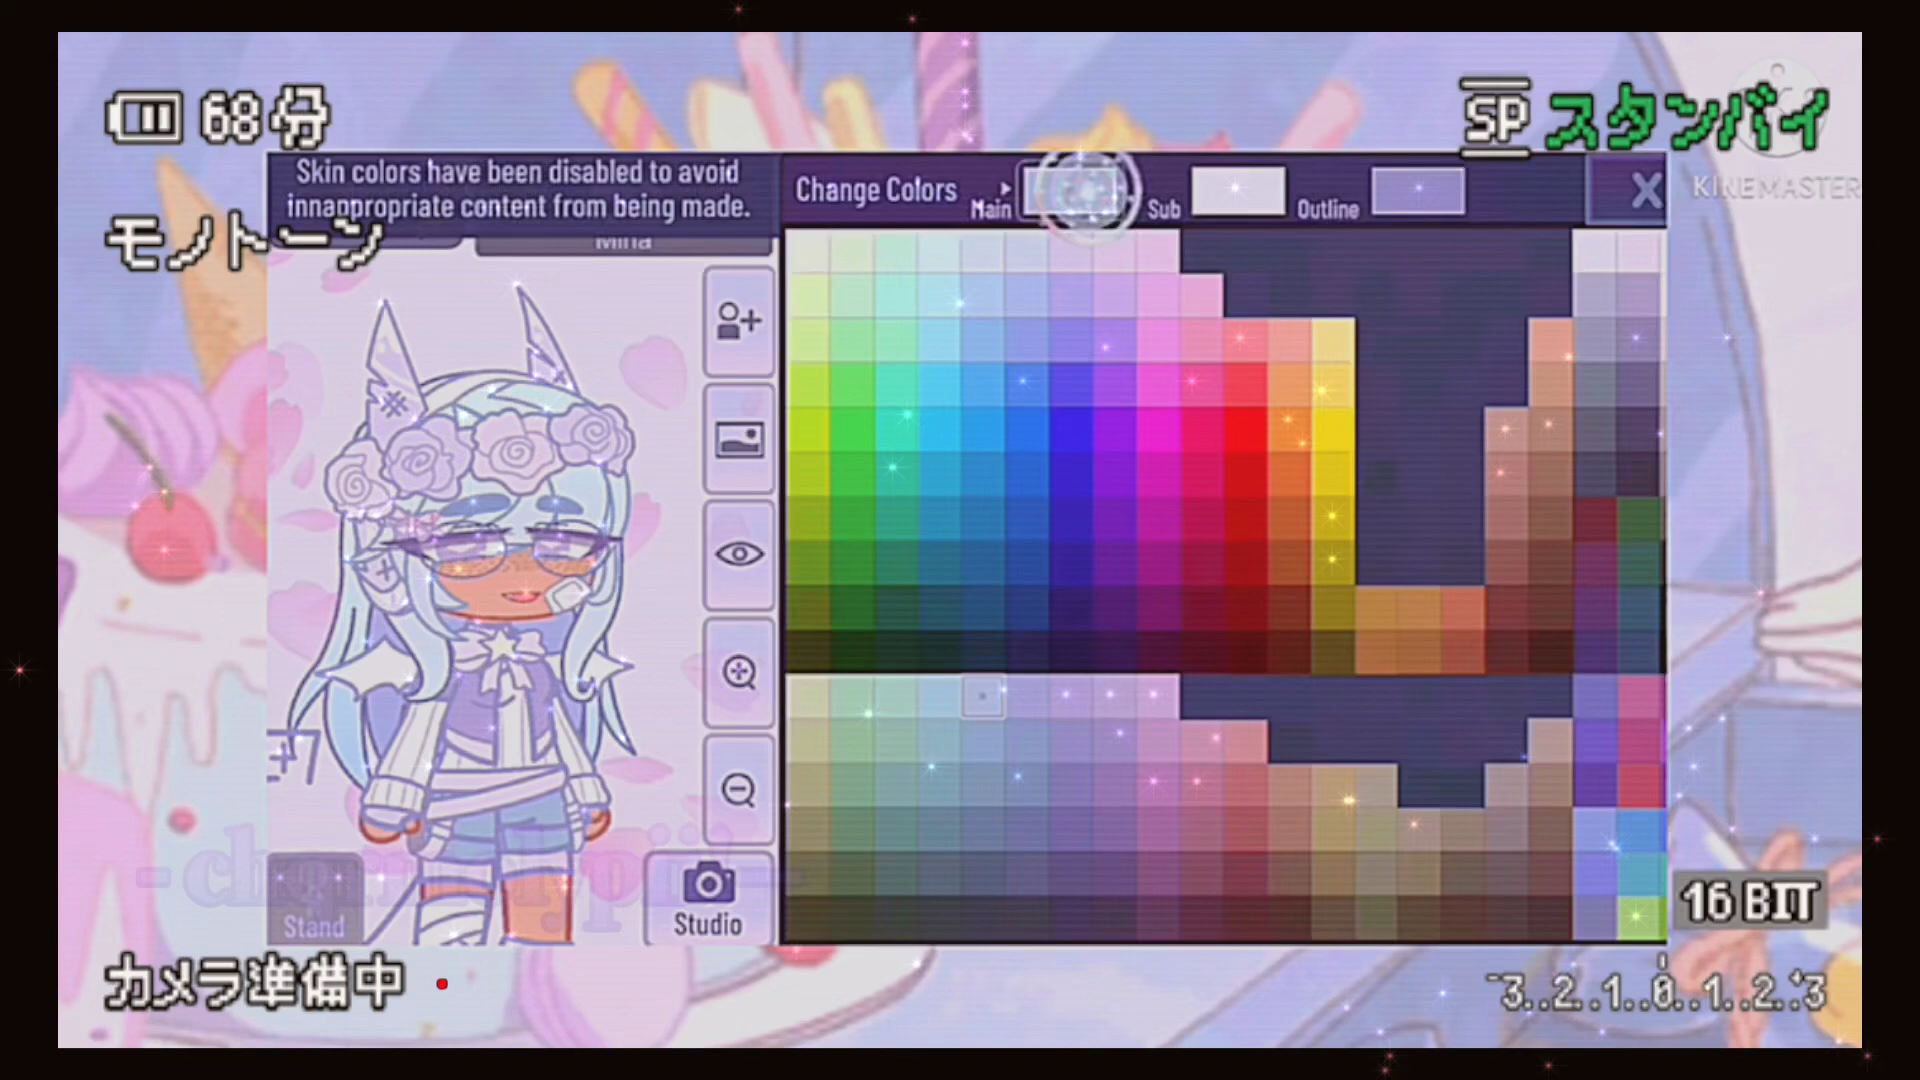 68分
SP スタンバイ
KINEMASTER
モノトーン
Skin colors have been disabled to avoid
innappropriate content from being made.
Mina
Change Colors
Main
Sub
Outline
X
+7
Stand
Studio
16 BIT
カメラ準備中
-3..2..1..0..1..2..+3